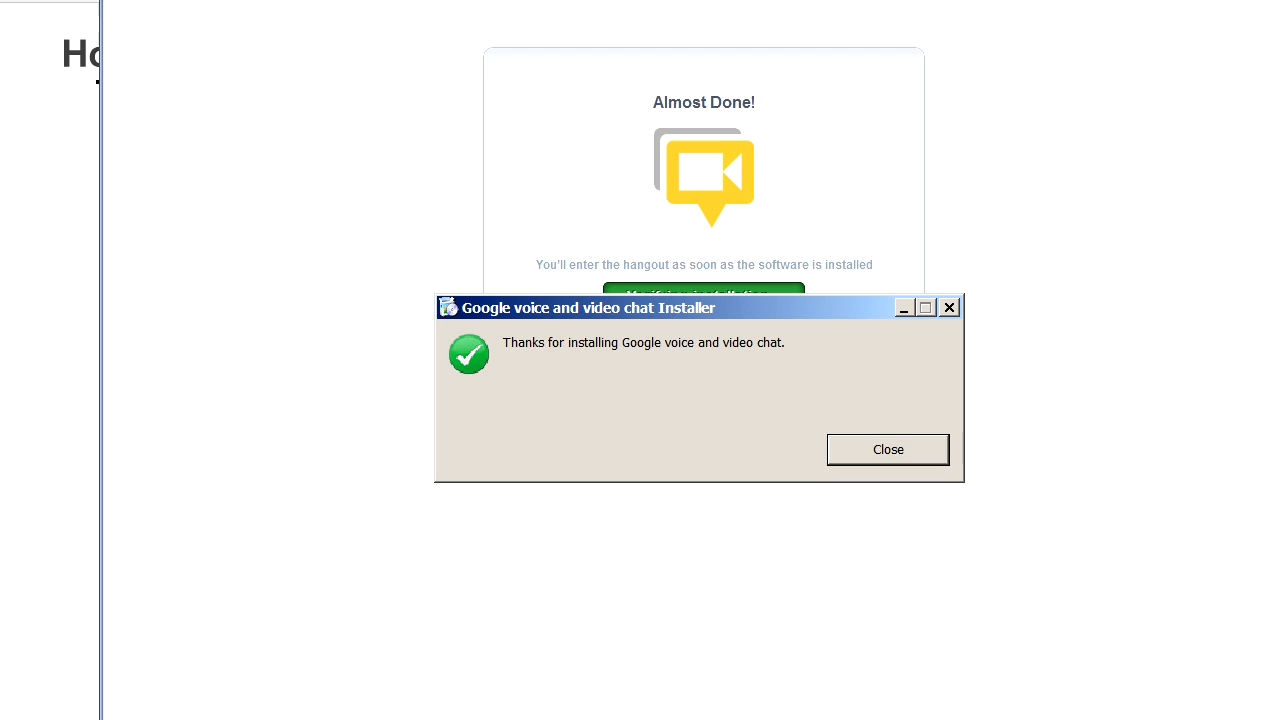 Almost Done!
You'll enter the hangout as soon as the software is installed
Google voice and video chat Installer
Thanks for installing Google voice and video chat.
Close